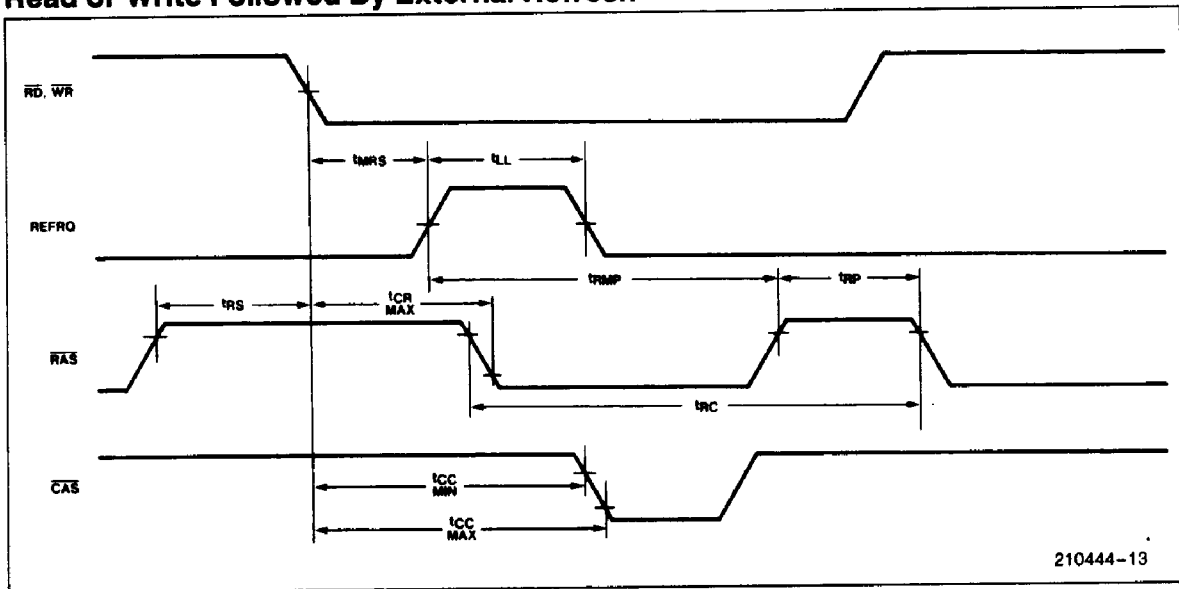 Read or Write Followed By External Refresh
RD, WR
tMRS
tLL
REFRQ
tRMP
tRP
tRS
tCR
MAX
RAS
tRC
CAS
tCC
MIN
tCC
MAX
210444-13